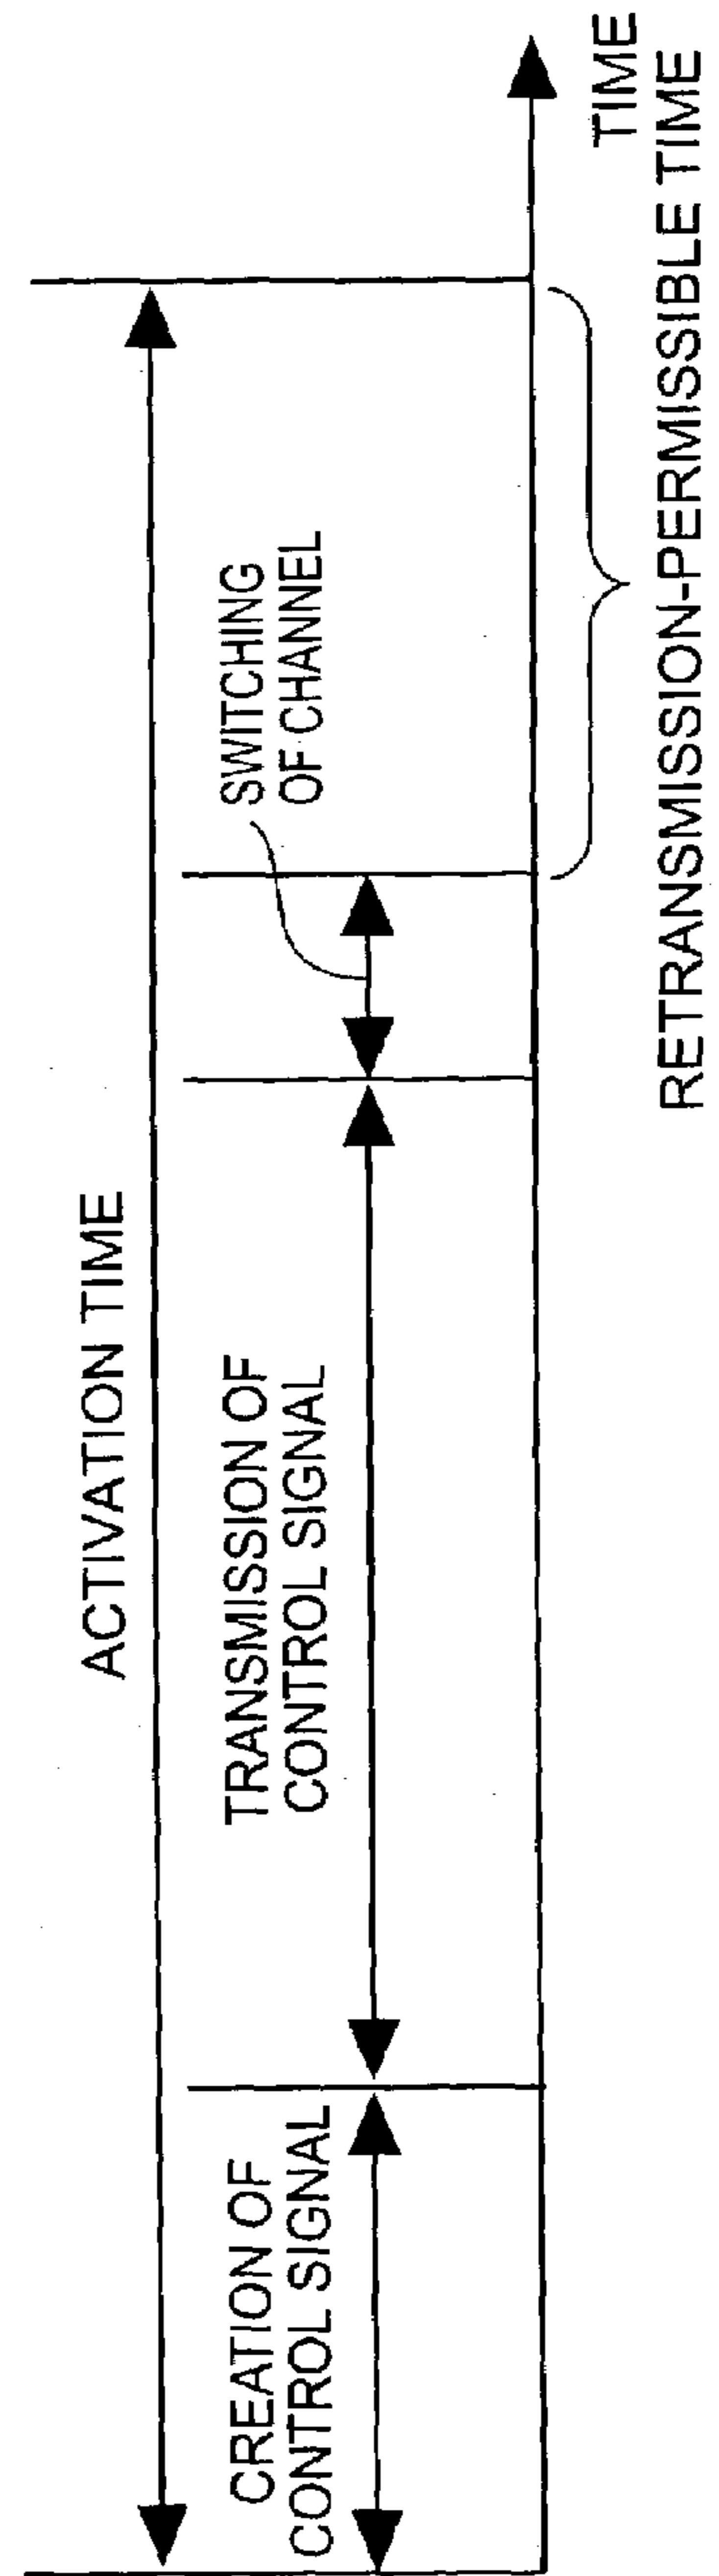 ACTIVATION TIME
CREATION OF
CONTROL SIGNAL
TRANSMISSION OF
CONTROL SIGNAL
SWITCHING
OF CHANNEL
TIME
RETRANSMISSION-PERMISSIBLE TIME